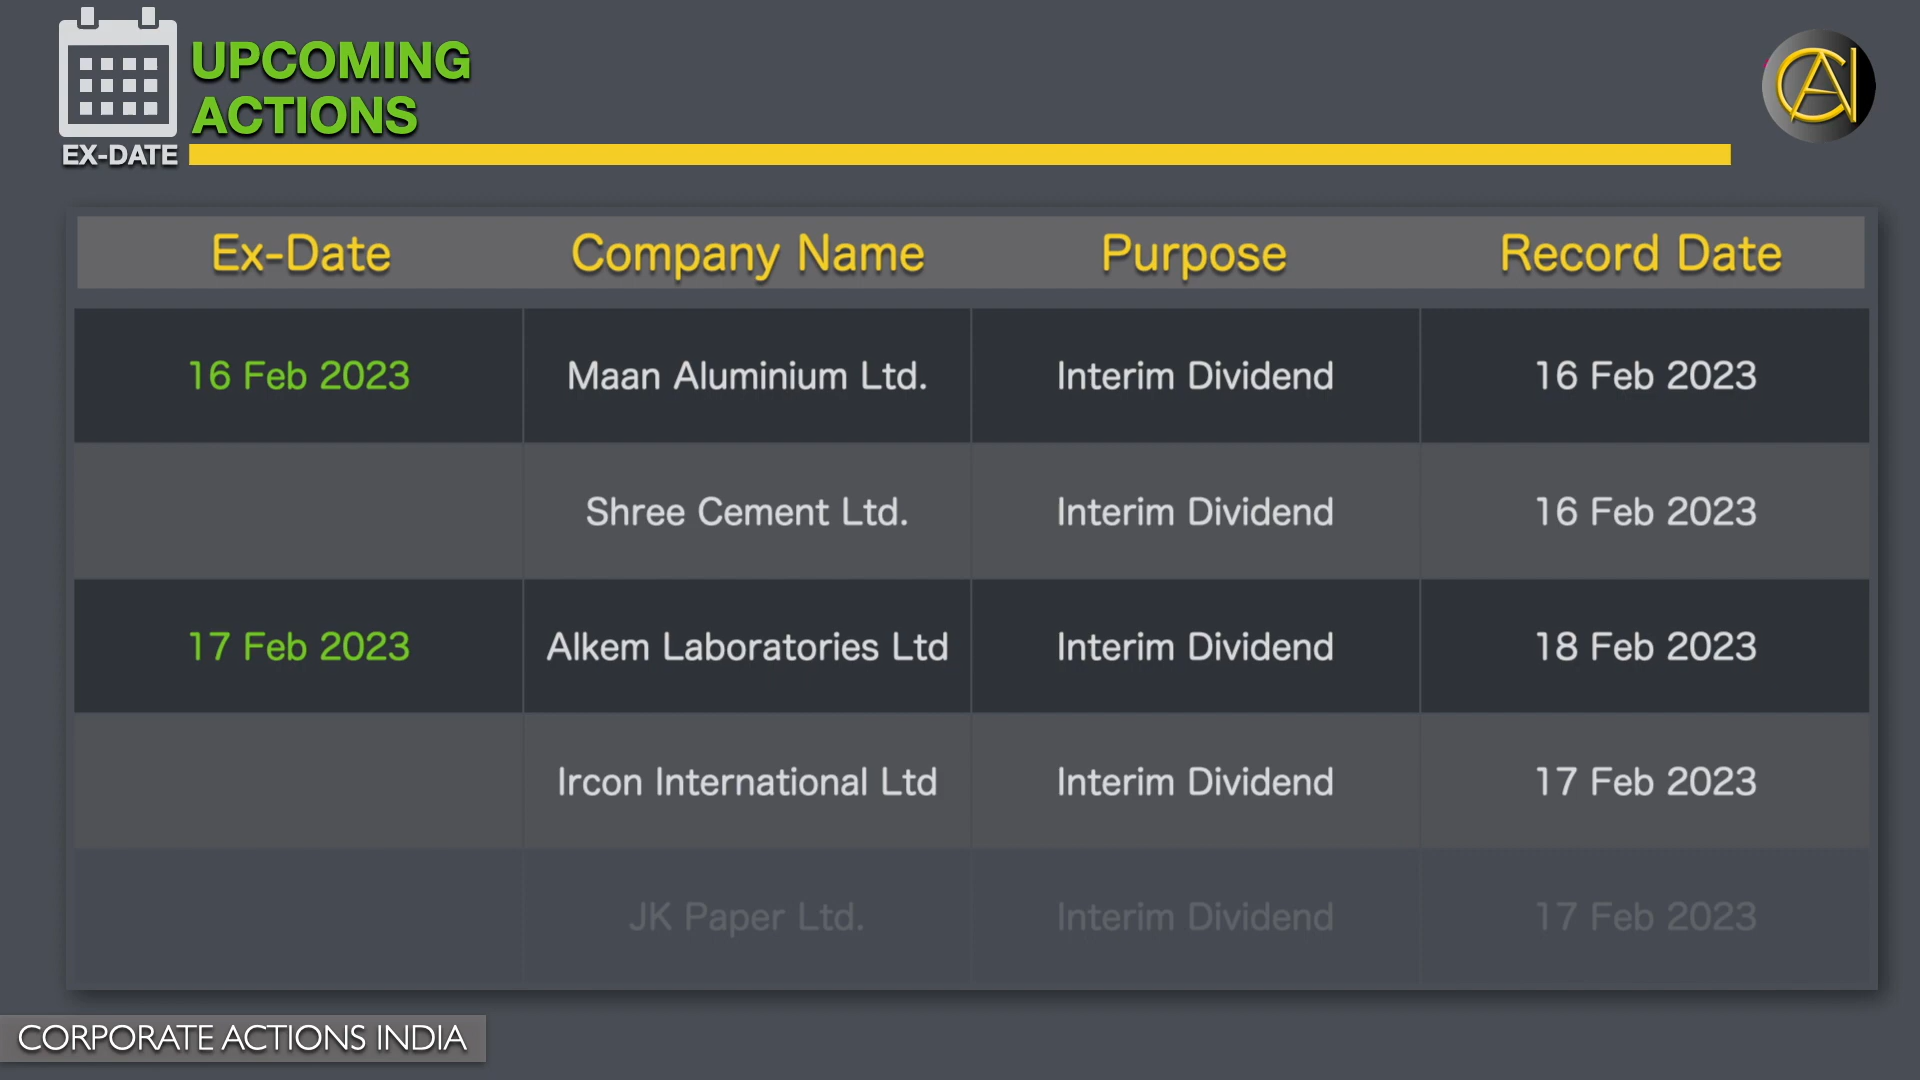 UPCOMING
ACTIONS
EX-DATE
CAI
Ex-Date Company Name Purpose Record Date
16 Feb 2023 Maan Aluminium Ltd. Interim Dividend 16 Feb 2023
Shree Cement Ltd. Interim Dividend 16 Feb 2023
17 Feb 2023 Alkem Laboratories Ltd Interim Dividend 18 Feb 2023
Ircon International Ltd Interim Dividend 17 Feb 2023
JK Paper Ltd. Interim Dividend 17 Feb 2023
CORPORATE ACTIONS INDIA